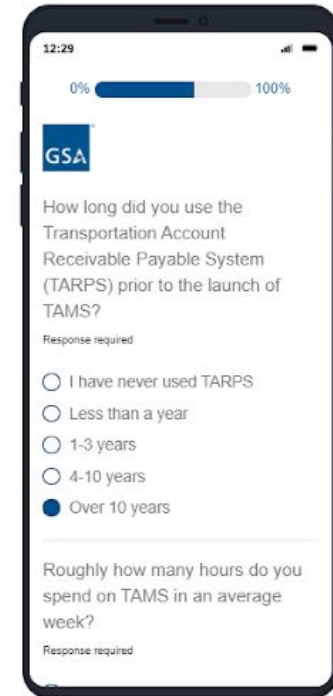 12:29
0% 100%
GSA
How long did you use the
Transportation Account
Receivable Payable System
(TARPS) prior to the launch of
TAMS?
Response required
I have never used TARPS
Less than a year
1-3 years
4-10 years
Over 10 years
Roughly how many hours do you
spend on TAMS in an average
week?
Response required